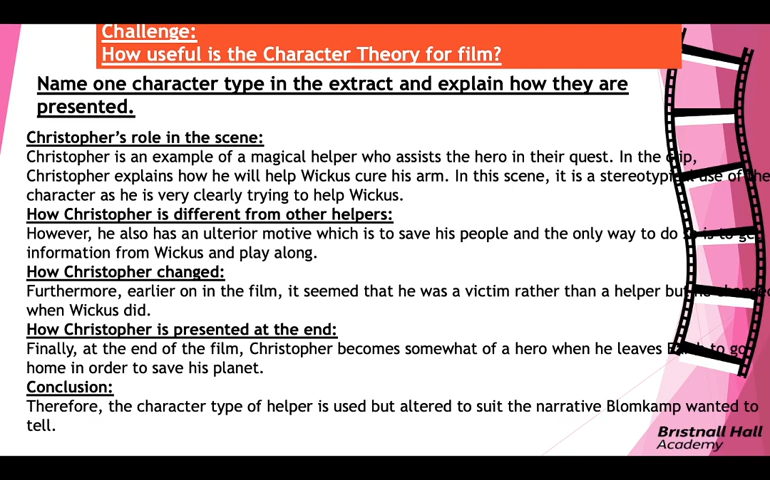 Challenge:
How useful is the Character Theory for film?
Name one character type in the extract and explain how they are
presented.
Christopher's role in the scene:
Christopher is an example of a magical helper who assists the hero in their quest. In the clip,
Christopher explains how he will help Wickus cure his arm. In this scene, it is a stereotypical use of the
character as he is very clearly trying to help Wickus.
How Christopher is different from other helpers:
However, he also has an ulterior motive which is to save his people and the only way to do so is to get
information from Wickus and play along.
How Christopher changed:
Furthermore, earlier on in the film, it seemed that he was a victim rather than a helper but he changed
when Wickus did.
How Christopher is presented at the end:
Finally, at the end of the film, Christopher becomes somewhat of a hero when he leaves Earth to go
home in order to save his planet.
Conclusion:
Therefore, the character type of helper is used but altered to suit the narrative Blomkamp wanted to
tell.
Bristnall Hall
Academy